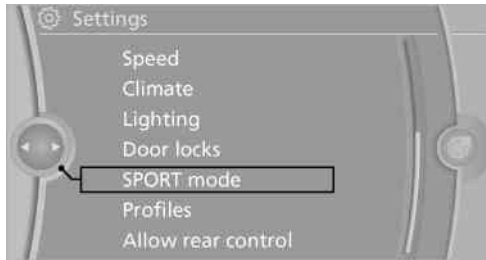 Settings
Speed
Climate
Lighting
Door locks
SPORT mode
Profiles
Allow rear control